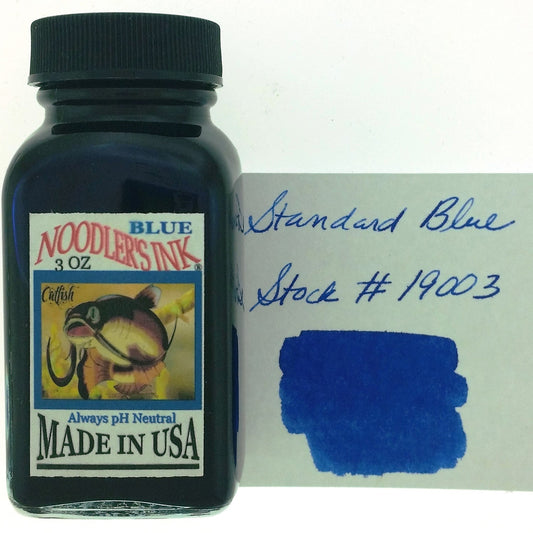 BLUE
NOODLER'S INK®
3 OZ
Catfish
Always pH Neutral
MADE IN USA
Standard Blue
Stock # 19003